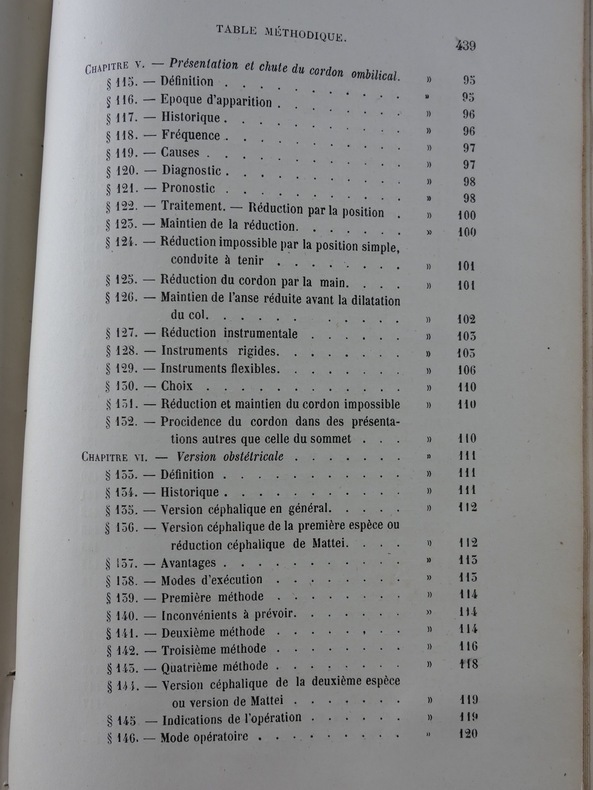 TABLE MÉTHODIQUE. 439
CHAPITRE V. — Présentation et chute du cordon ombilical.
§ 115. — Définition . . . . . . . . . » 95
§ 116. — Epoque d'apparition . . . . . . » 95
§ 117. — Historique . . . . . . . . . » 96
§ 118. — Fréquence . . . . . . . . . » 96
§ 119. — Causes . . . . . . . . . . » 97
§ 120. — Diagnostic . . . . . . . . . » 97
§ 121. — Pronostic . . . . . . . . . » 98
§ 122. — Traitement. — Réduction par la position . » 98
§ 123. — Maintien de la réduction. . . . . . » 100
§ 124. — Réduction impossible par la position simple, » 100
conduite à tenir . . . . . . . » 101
§ 125. — Réduction du cordon par la main. . . . » 101
§ 126. — Maintien de l'anse réduite avant la dilatation
du col. . . . . . . . . . » 102
§ 127. — Réduction instrumentale . . . . . . » 103
§ 128. — Instruments rigides. . . . . . . . » 103
§ 129. — Instruments flexibles. . . . . . . » 106
§ 130. — Choix . . . . . . . . . . » 110
§ 131. — Réduction et maintien du cordon impossible » 110
§ 132. — Procidence du cordon dans des présenta-
tions autres que celle du sommet . . . » 110
CHAPITRE VI. — Version obstétricale . . . . . . » 111
§ 133. — Définition . . . . . . . . . » 111
§ 134. — Historique . . . . . . . . . » 111
§ 135. — Version céphalique en général. . . . . » 112
§ 136. — Version céphalique de la première espèce ou
réduction céphalique de Mattei. . . . » 112
§ 137. — Avantages . . . . . . . . . » 113
§ 138. — Modes d'exécution . . . . . . . » 113
§ 139. — Première méthode . . . . . . . » 114
§ 140. — Inconvénients à prévoir. . . . . . . » 114
§ 141. — Deuxième méthode . . . . . . . » 114
§ 142. — Troisième méthode . . . . . . . » 116
§ 143. — Quatrième méthode . . . . . . . » 118
§ 144. — Version céphalique de la deuxième espèce
ou version de Mattei . . . . . . . » 119
§ 145 — Indications de l'opération . . . . . . » 119
§ 146. — Mode opératoire . . . . . . . . » 120